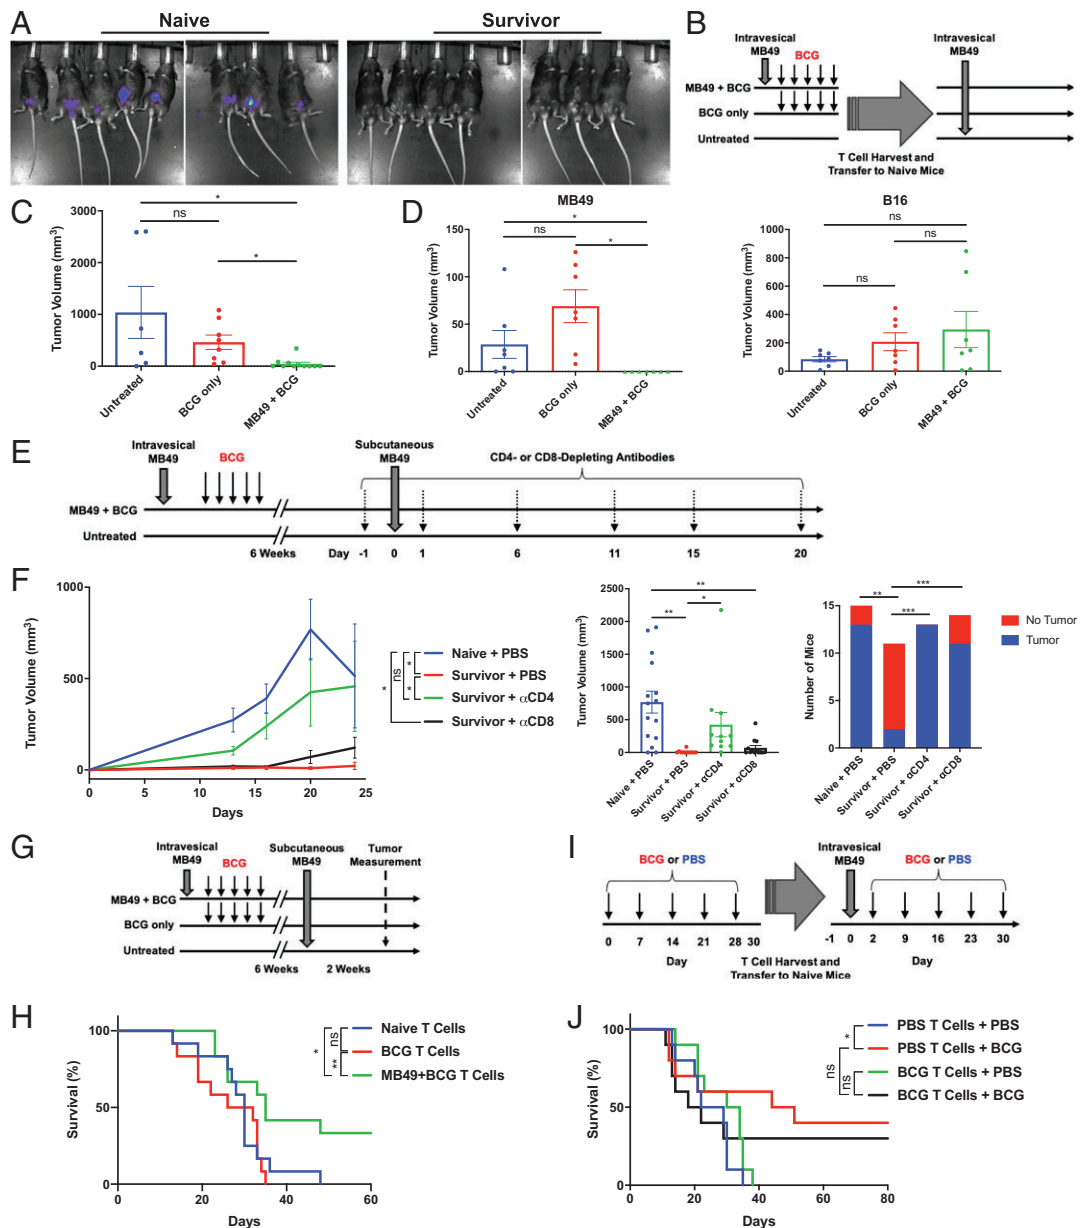 A
Naive
Survivor
B
Intravesical
MB49
BCG
Intravesical
MB49
MB49 + BCG
BCG only
Untreated
T Cell Harvest and
Transfer to Naive Mice
C
Tumor Volume (mm3)
3000
2000
1000
0
*
ns
*
Untreated
BCG only
MB49 + BCG
D
MB49
Tumor Volume (mm3)
150
100
50
0
*
ns
*
Untreated
BCG only
MB49 + BCG
B16
Tumor Volume (mm3)
1000
800
600
400
200
0
ns
ns
ns
Untreated
BCG only
MB49 + BCG
E
Intravesical
MB49
BCG
Subcutaneous
MB49
CD4- or CD8-Depleting Antibodies
MB49 + BCG
Untreated
6 Weeks
Day -1 0 1 6 11 15 20
F
Tumor Volume (mm3)
1000
500
0
0 5 10 15 20 25
Days
Naive + PBS
Survivor + PBS
Survivor + αCD4
Survivor + αCD8
*
ns
*
*
Tumor Volume (mm3)
2500
2000
1500
1000
500
0
**
**
*
Naive + PBS
Survivor + PBS
Survivor + αCD4
Survivor + αCD8
Number of Mice
15
10
5
0
***
**
***
No Tumor
Tumor
Naive + PBS
Survivor + PBS
Survivor + αCD4
Survivor + αCD8
G
Intravesical
MB49
BCG
Subcutaneous
MB49
Tumor
Measurement
MB49 + BCG
BCG only
Untreated
6 Weeks
2 Weeks
I
BCG or PBS
0 7 14 21 28 30
Day
T Cell Harvest and
Transfer to Naive Mice
Intravesical
MB49
BCG or PBS
-1 0 2 9 16 23 30
Day
H
Survival (%)
100
50
0
0 20 40 60
Days
*
ns
**
Naive T Cells
BCG T Cells
MB49+BCG T Cells
J
Survival (%)
100
50
0
0 20 40 60 80
Days
*
ns
ns
PBS T Cells + PBS
PBS T Cells + BCG
BCG T Cells + PBS
BCG T Cells + BCG